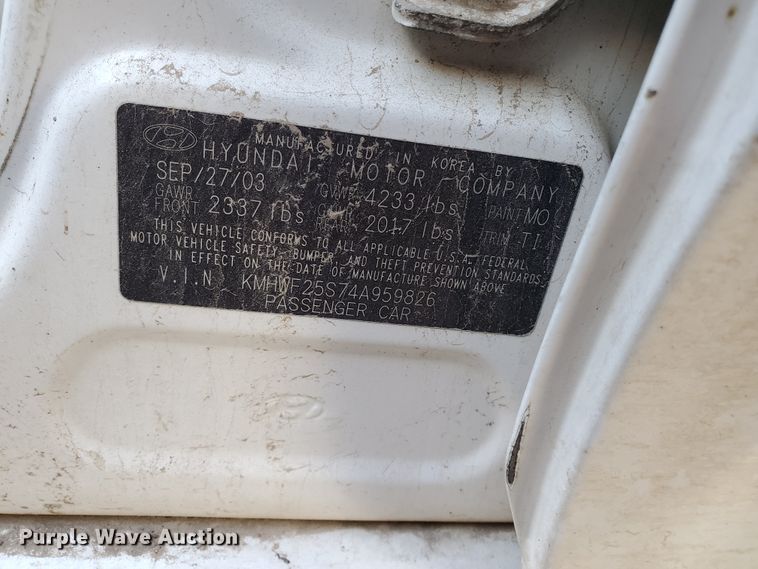 MANUFACTURED IN KOREA BY
HYUNDAI MOTOR COMPANY
SEP/27/03 GVWR 4233 lbs PAINT MO
GAWR FRONT 2337 lbs GAWR REAR 2017 lbs TRIM TI
THIS VEHICLE CONFORMS TO ALL APPLICABLE U.S.A. FEDERAL
MOTOR VEHICLE SAFETY, BUMPER, AND THEFT PREVENTION STANDARDS
IN EFFECT ON THE DATE OF MANUFACTURE SHOWN ABOVE.
V.I.N KMHWF25S74A959826
PASSENGER CAR
Purple Wave Auction